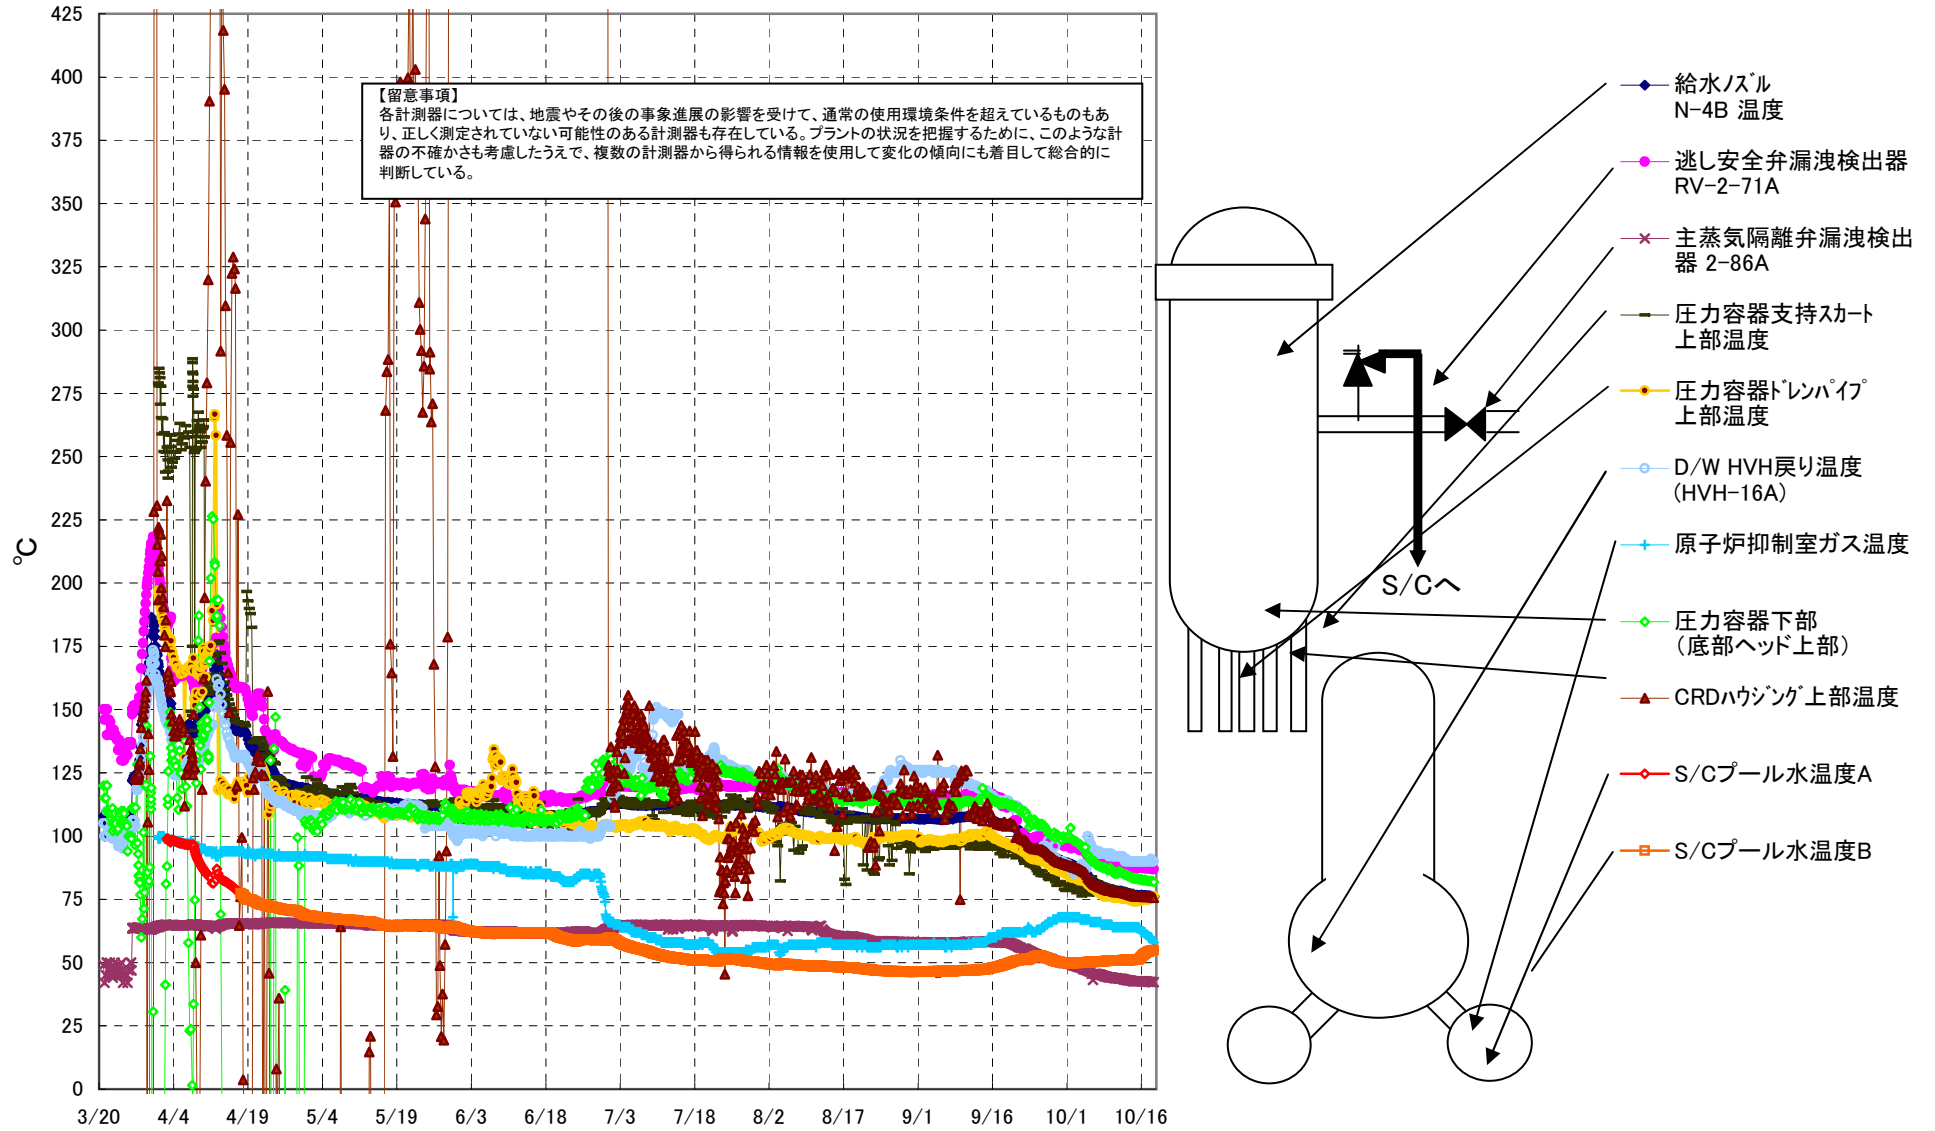 425
400
375
350
325
300
275
250
225
200
175
150
125
100
75
50
25
0
℃
3/20 4/4 4/19 5/4 5/19 6/3 6/18 7/3 7/18 8/2 8/17 9/1 9/16 10/1 10/16
【留意事項】
各計測器については、地震やその後の事象進展の影響を受けて、通常の使用環境条件を超えているものもあ
り、正しく測定されていない可能性のある計測器も存在している。プラントの状況を把握するために、このような計
器の不確かさも考慮したうえで、複数の計測器から得られる情報を使用して変化の傾向にも着目して総合的に
判断している。
S/Cへ
給水ﾉｽﾞﾙ
N-4B 温度
逃し安全弁漏洩検出器
RV-2-71A
主蒸気隔離弁漏洩検出
器 2-86A
圧力容器支持ｽｶｰﾄ
上部温度
圧力容器ﾄﾞﾚﾝﾊﾟｲﾌﾟ
上部温度
D/W HVH戻り温度
(HVH-16A)
原子炉抑制室ガス温度
圧力容器下部
（底部ヘッド上部）
CRDﾊｳｼﾞﾝｸﾞ上部温度
S/Cプール水温度A
S/Cプール水温度B